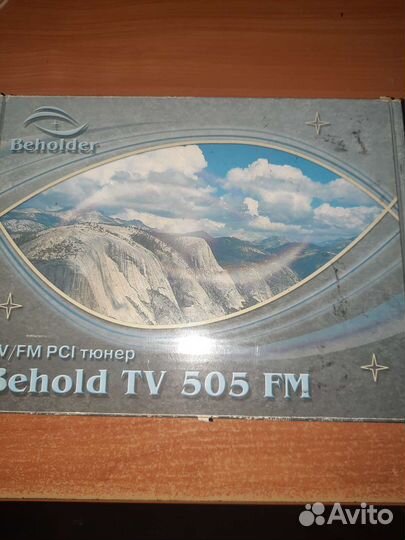 Beholder
V/FM PCI тюнер
Behold TV 505 FM
Avito